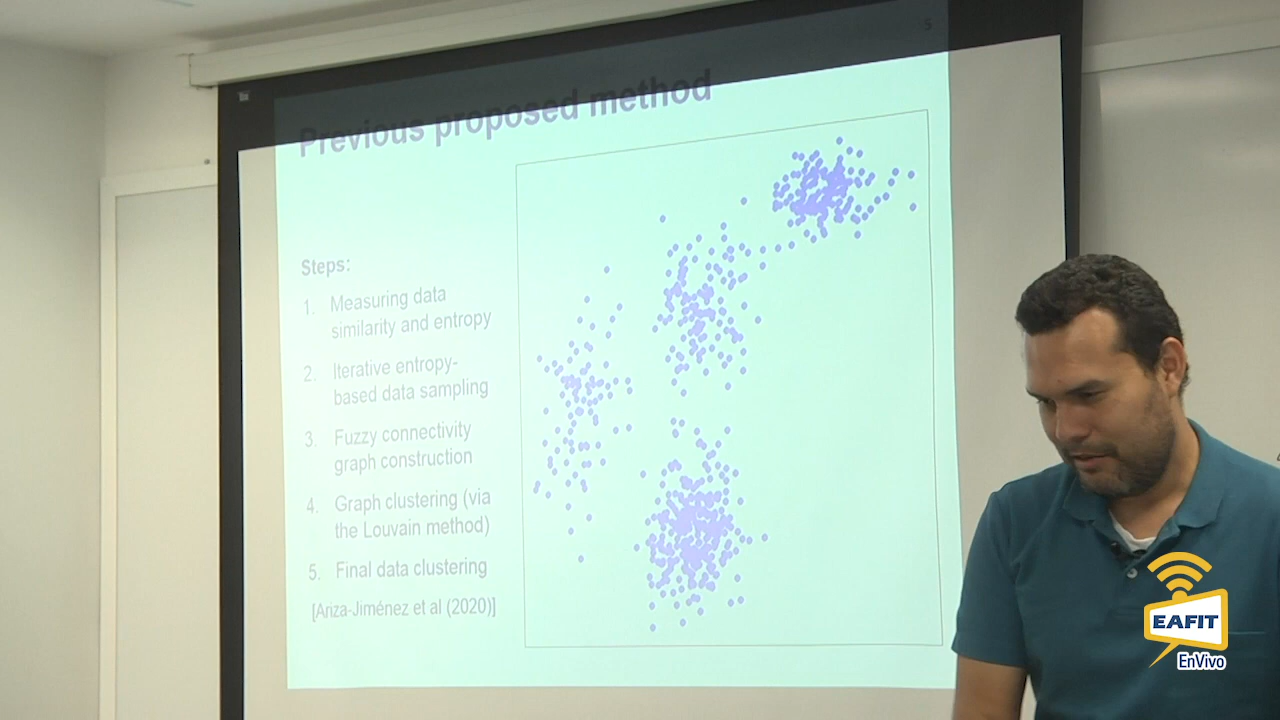 5
Previous proposed method
Steps:
1. Measuring data
similarity and entropy
2. Iterative entropy-
based data sampling
3. Fuzzy connectivity
graph construction
4. Graph clustering (via
the Louvain method)
5. Final data clustering
[Ariza-Jiménez et al (2020)]
EAFIT
EnVivo